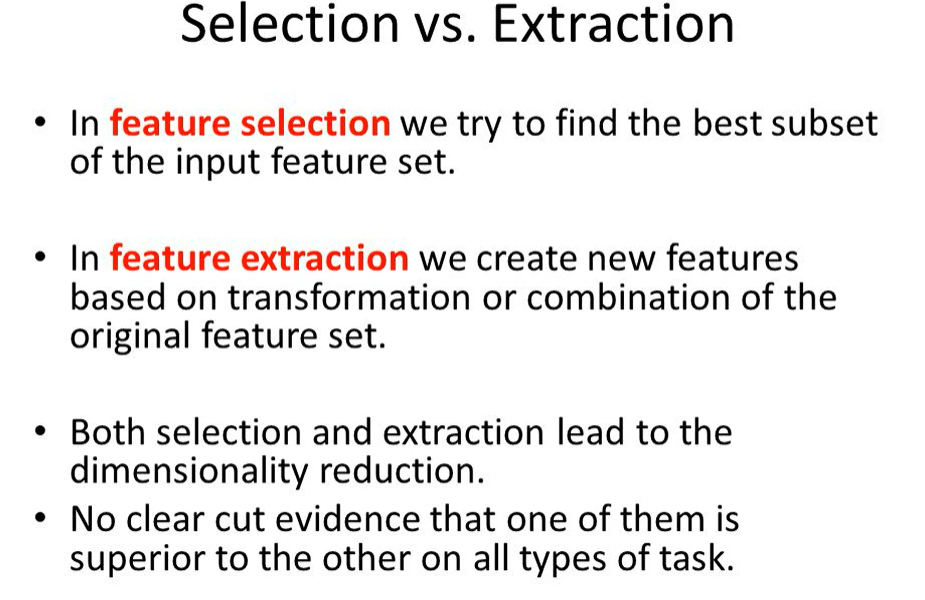 Selection vs. Extraction
• In feature selection we try to find the best subset
of the input feature set.
• In feature extraction we create new features
based on transformation or combination of the
original feature set.
• Both selection and extraction lead to the
dimensionality reduction.
• No clear cut evidence that one of them is
superior to the other on all types of task.